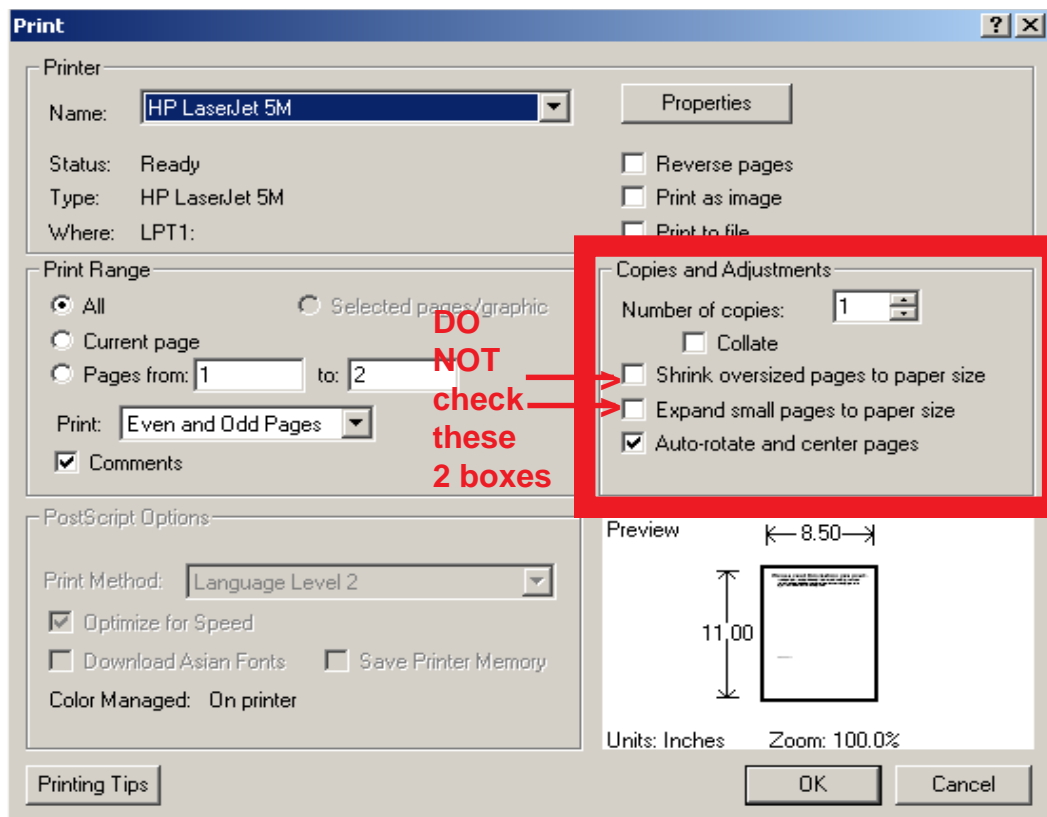 Print
Printer
Name: HP LaserJet 5M Properties
Status: Ready Reverse pages
Type: HP LaserJet 5M Print as image
Where: LPT1: Print to file
Print Range Copies and Adjustments
All Selected pages/graphic Number of copies: 1
Current page Collate
Pages from: 1 to: 2 Shrink oversized pages to paper size
Expand small pages to paper size
Print: Even and Odd Pages Auto-rotate and center pages
Comments
DO
NOT
check
these
2 boxes
PostScript Options Preview 8.50
Print Method: Language Level 2
Optimize for Speed 11.00
Download Asian Fonts Save Printer Memory
Color Managed: On printer
Units: Inches Zoom: 100.0%
Printing Tips OK Cancel